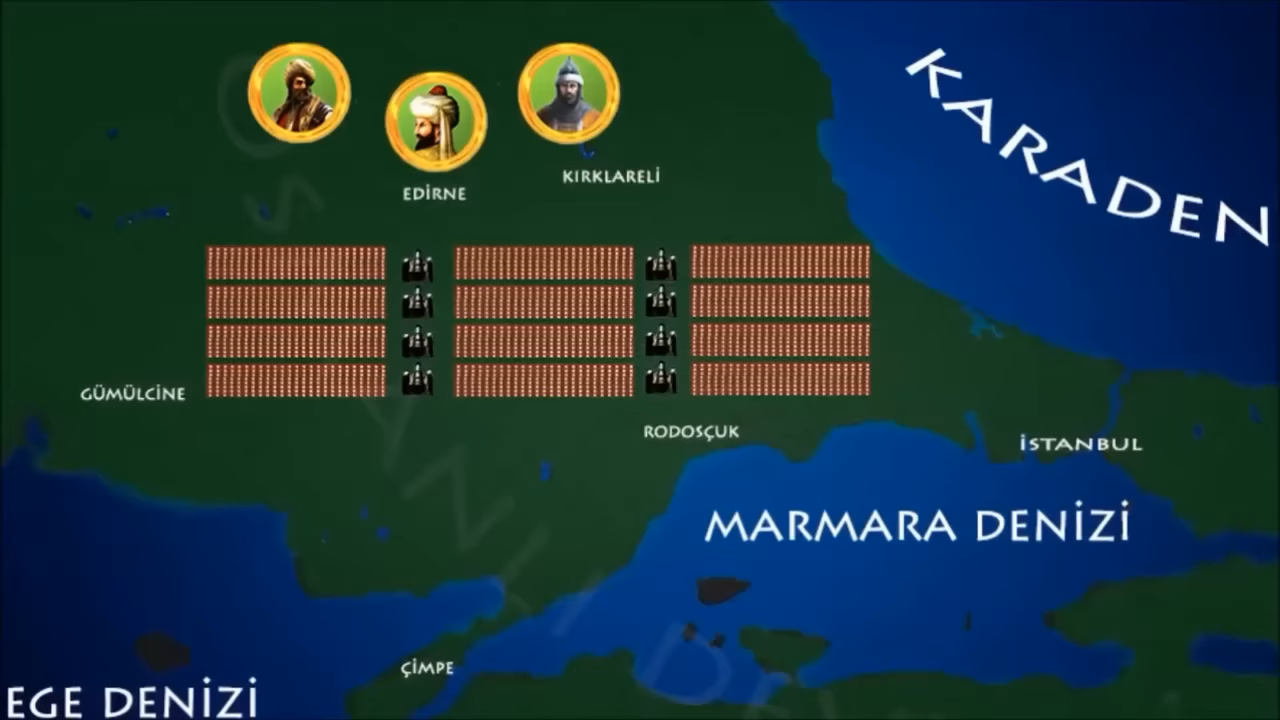 KARADEN
EDİRNE
KIRKLARELİ
GÜMÜLCİNE
RODOSÇUK
İSTANBUL
MARMARA DENİZİ
ÇİMPE
EGE DENİZİ